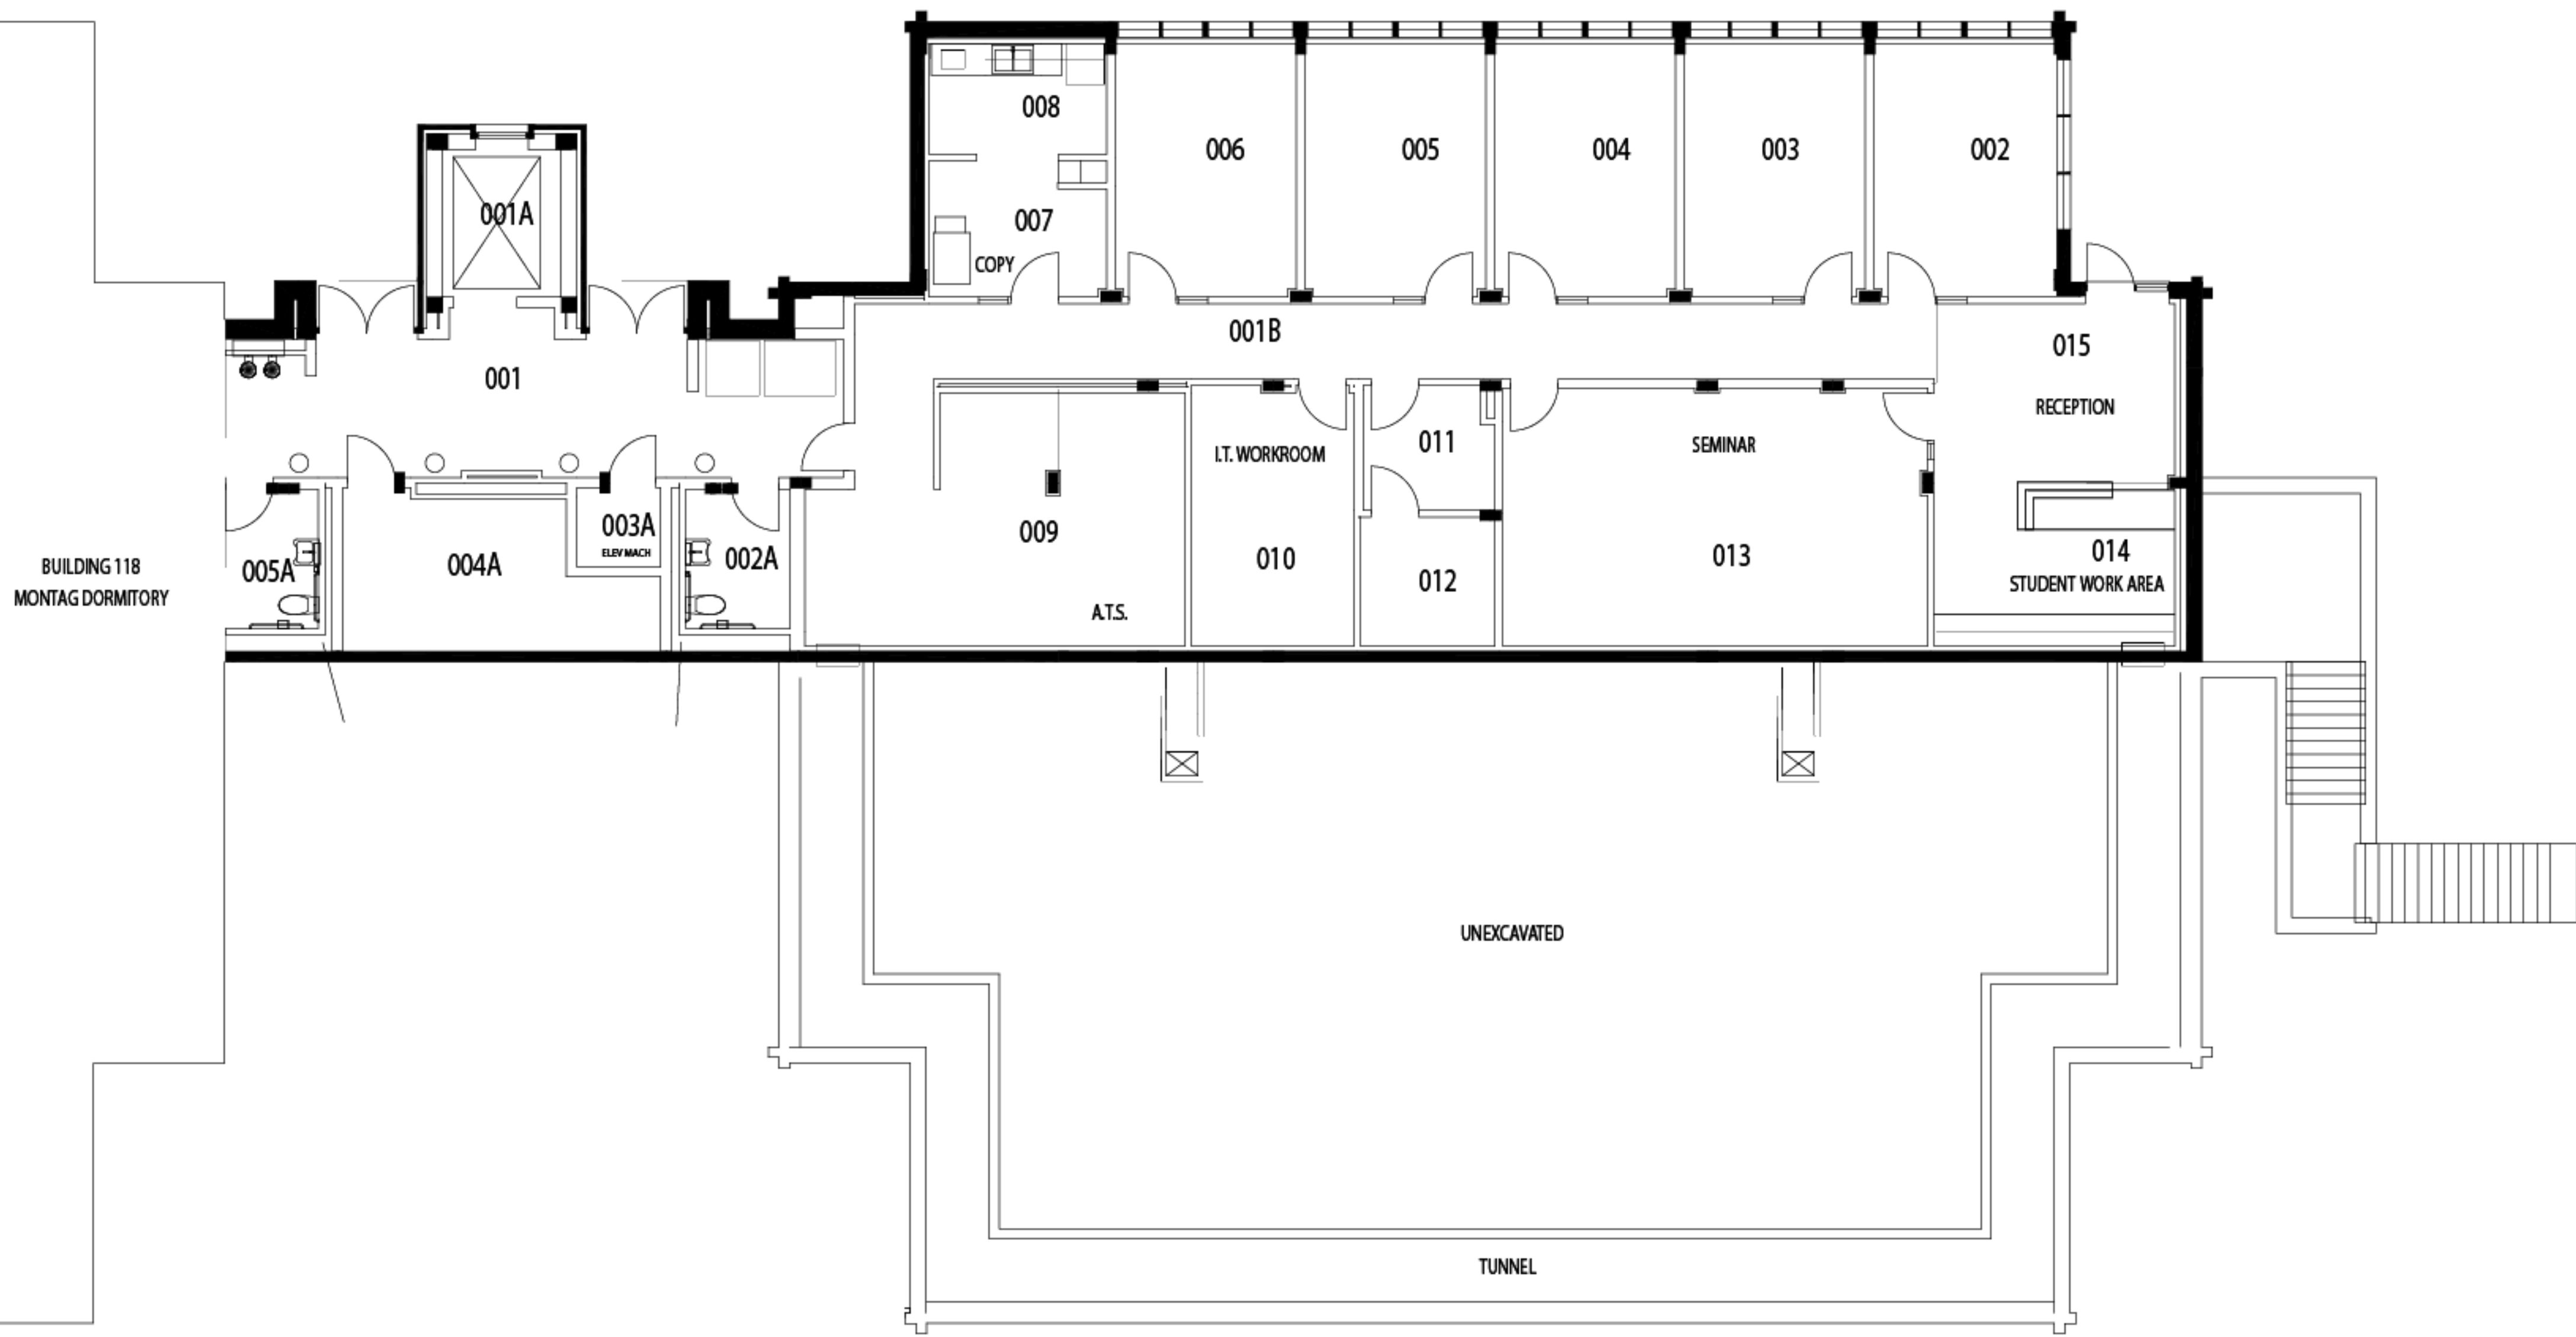 008
006
005
004
003
002
001A
007
COPY
001B
015
001
RECEPTION
011
SEMINAR
I.T. WORKROOM
003A
ELEV MACH
009
002A
004A
005A
010
013
014
STUDENT WORK AREA
012
BUILDING 118
MONTAG DORMITORY
A.T.S.
UNEXCAVATED
TUNNEL